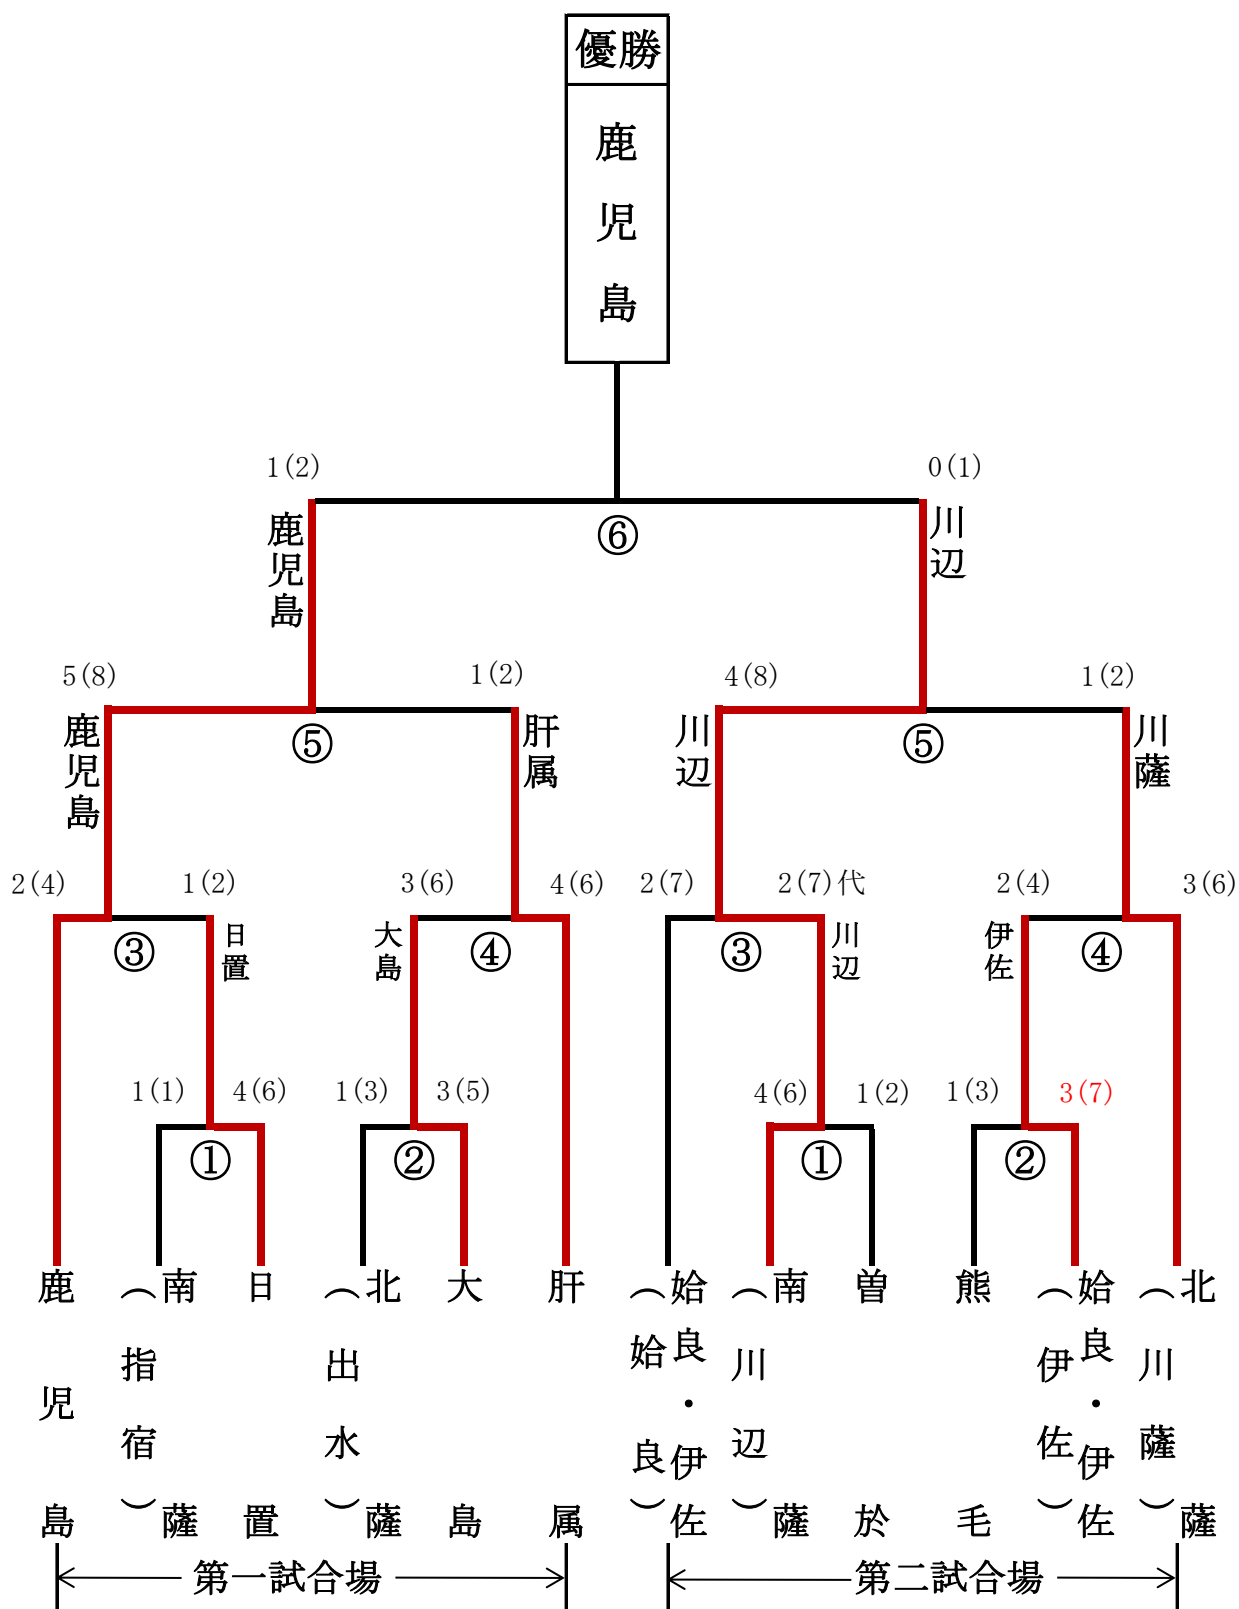 優勝
鹿児島
1(2)
0(1)
鹿児島
⑥
川辺
5(8)
1(2)
4(8)
1(2)
鹿児島
⑤
肝属
川辺
⑤
川薩
2(4)
1(2)
3(6)
4(6)
2(7)
2(7)代
2(4)
3(6)
③
日置
大島
④
③
川辺
伊佐
④
1(1)
4(6)
1(3)
3(5)
4(6)
1(2)
1(3)
3(7)
①
②
①
②
鹿児島
南薩
(指宿)
日置
北薩
(出水)
大島
肝属
姶良・伊佐
(姶良)
南薩
(川辺)
曽於
熊毛
姶良・伊佐
(伊佐)
北薩
(川薩)
第一試合場
第二試合場